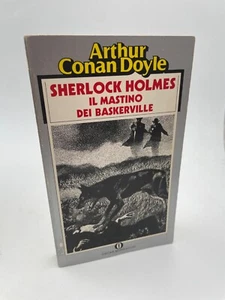 Arthur
Conan Doyle
SHERLOCK HOLMES
IL MASTINO
DEI BASKERVILLE